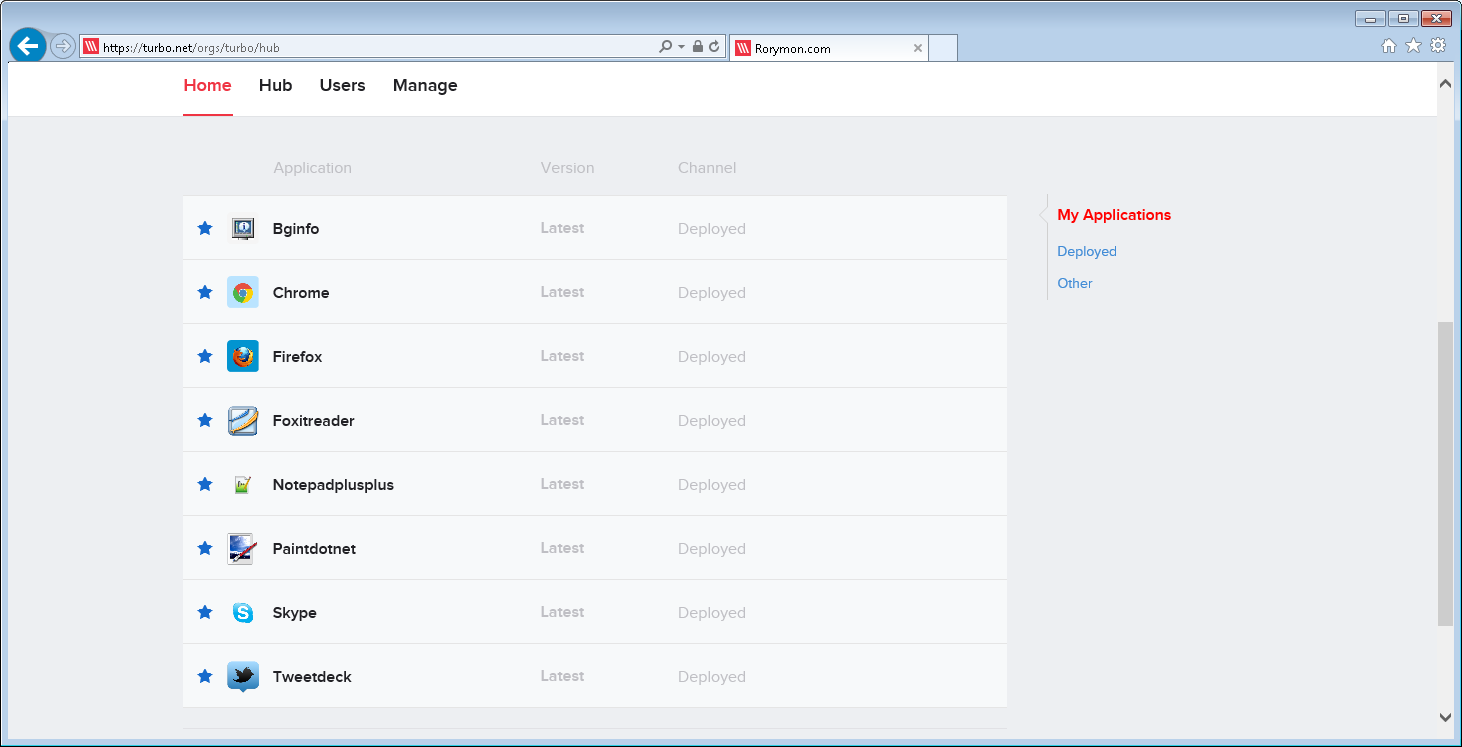 https://turbo.net/orgs/turbo/hub
Rorymon.com
Home Hub Users Manage
Application Version Channel
Bginfo Latest Deployed
Chrome Latest Deployed
Firefox Latest Deployed
Foxitreader Latest Deployed
Notepadplusplus Latest Deployed
Paintdotnet Latest Deployed
Skype Latest Deployed
Tweetdeck Latest Deployed
My Applications
Deployed
Other